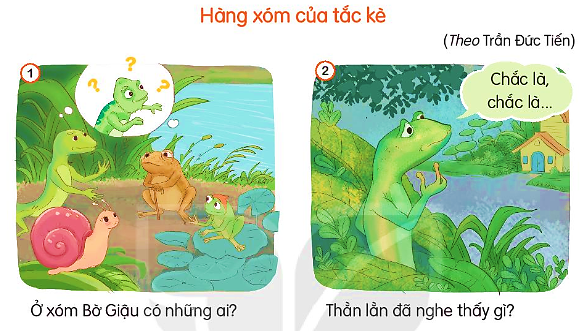 Hàng xóm của tắc kè
(Theo Trần Đức Tiến)
1
?
?
?
2
Chắc là,
chắc là...
Ở xóm Bờ Giậu có những ai?
Thằn lằn đã nghe thấy gì?